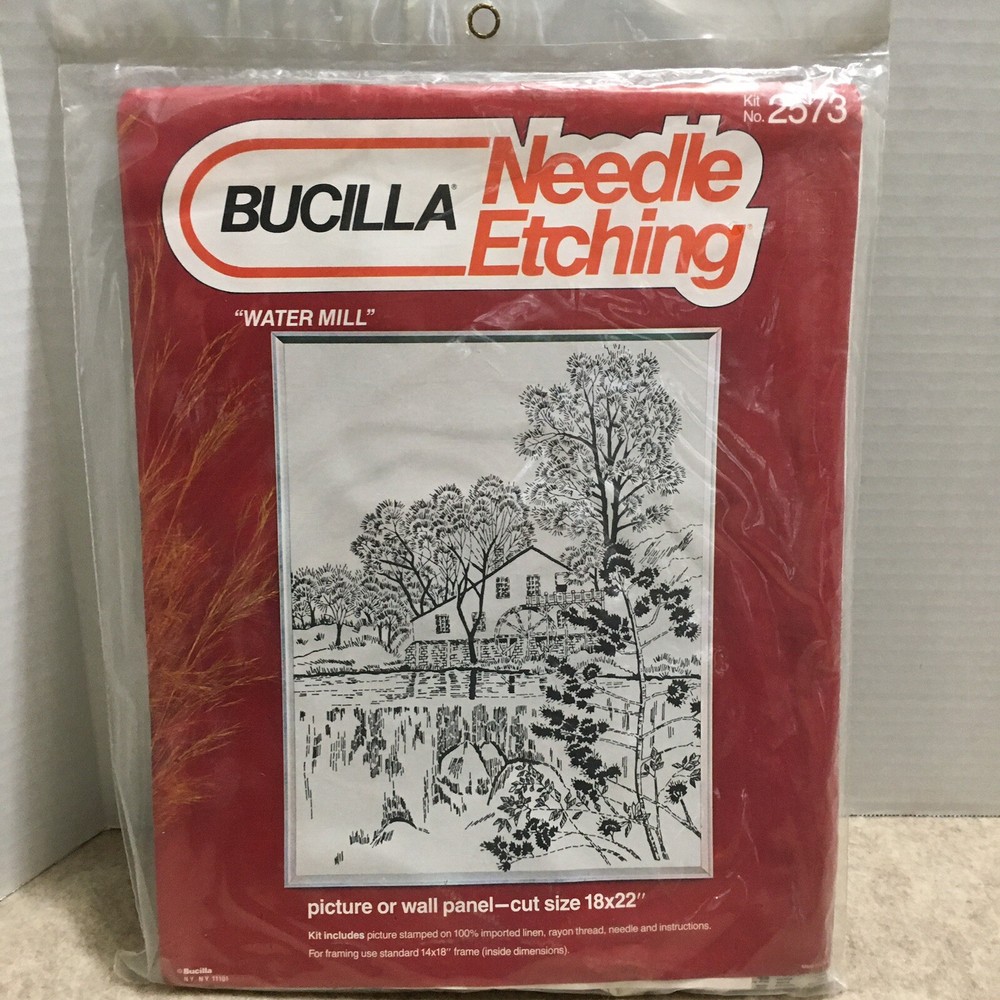 Kit No. 2573
BUCILLA® Needle Etching®
"WATER MILL"
picture or wall panel—cut size 18x22"
Kit includes picture stamped on 100% imported linen, rayon thread, needle and instructions.
For framing use standard 14x18" frame (inside dimensions).
©Bucilla
N.Y. N.Y. 11101